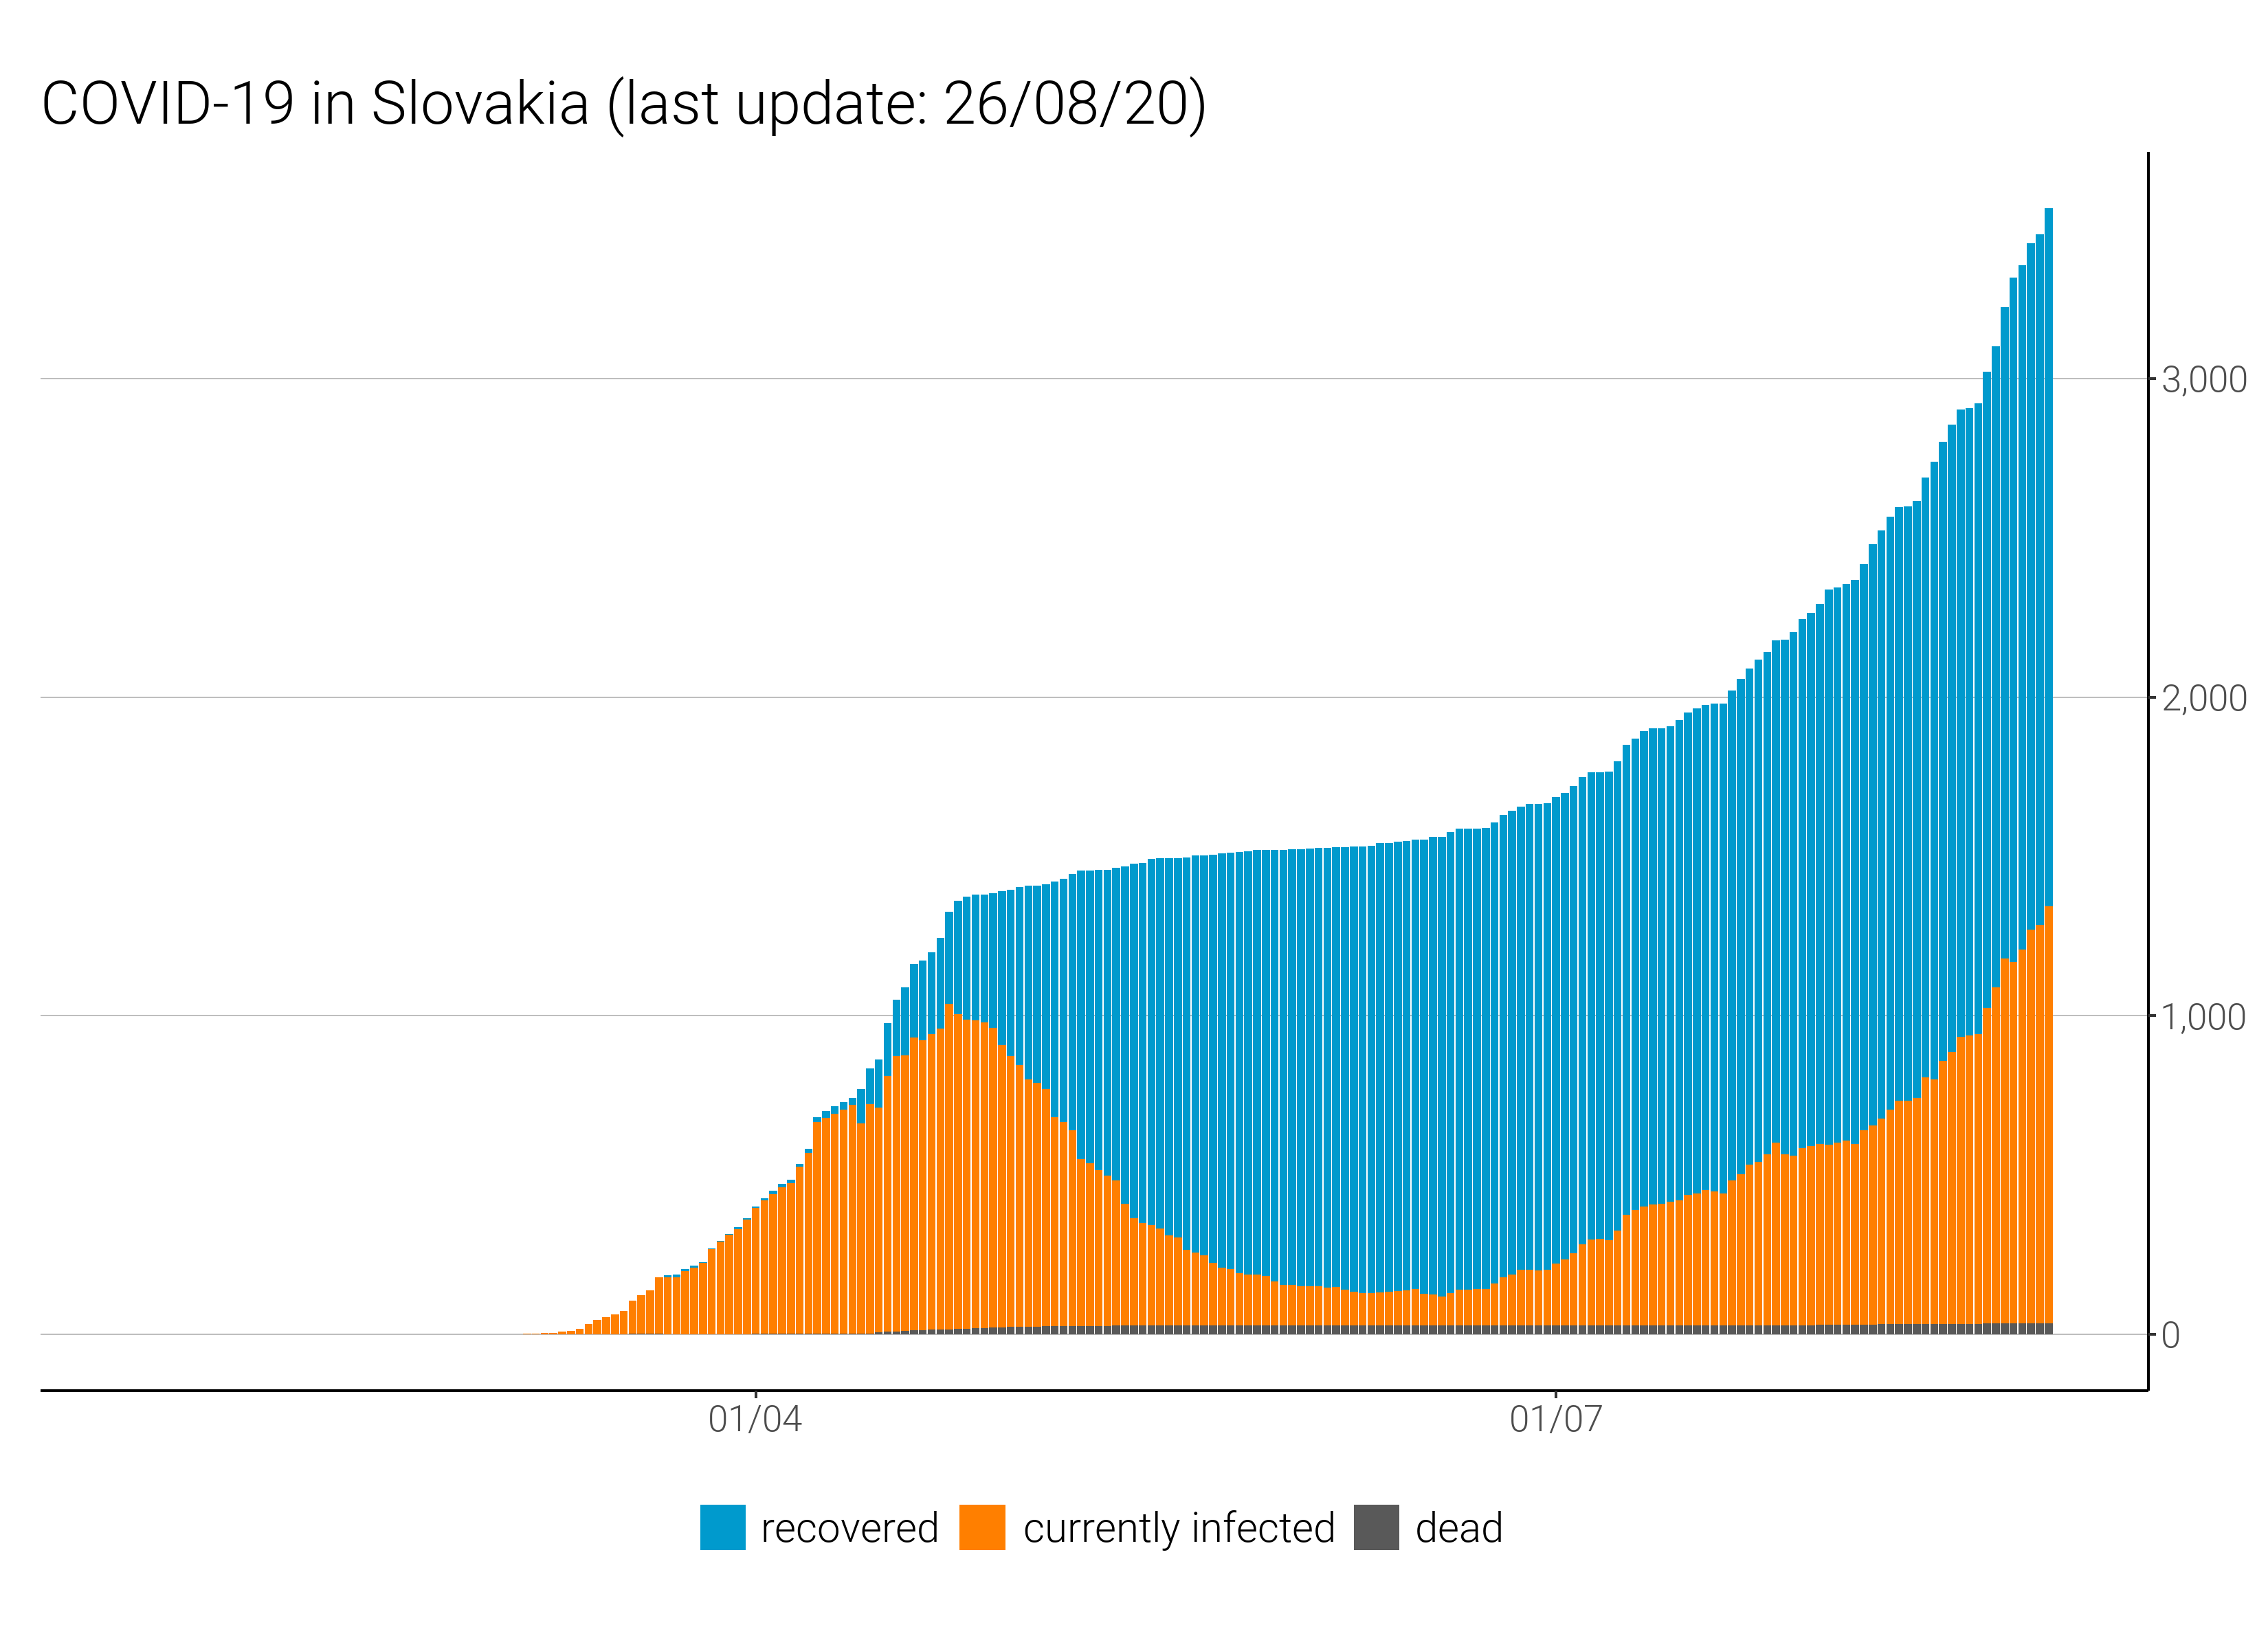 COVID-19 in Slovakia (last update: 26/08/20)
3,000
2,000
1,000
0
01/04 01/07
recovered currently infected dead